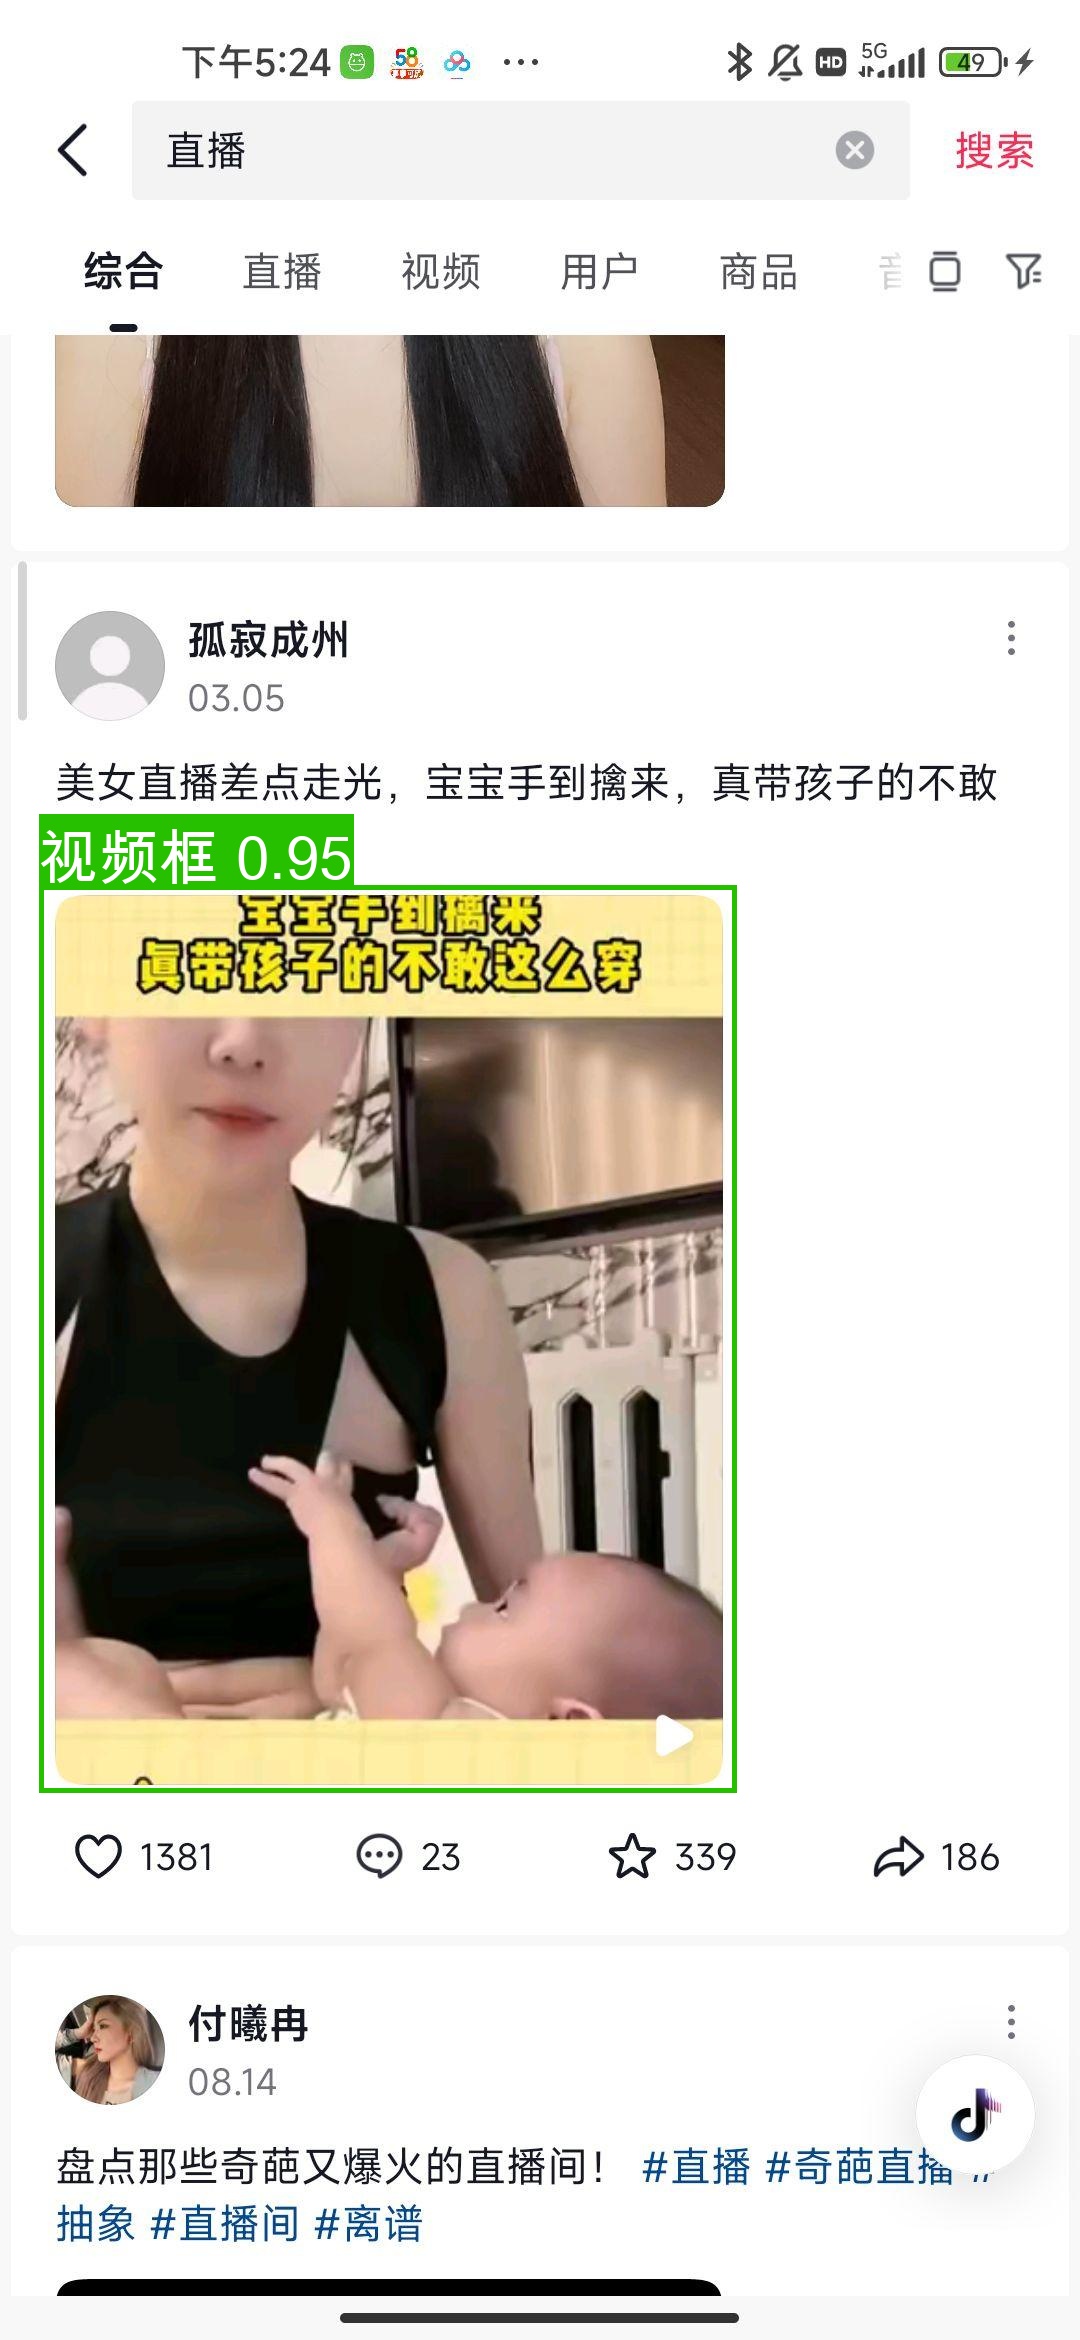 下午5:24
58
HD
5G
49
直播
搜索
综合
直播
视频
用户
商品
孤寂成州
03.05
美女直播差点走光，宝宝手到擒来，真带孩子的不敢
视频框 0.95
宝宝手到擒来
真带孩子的不敢这么穿
1381
23
339
186
付曦冉
08.14
盘点那些奇葩又爆火的直播间！ #直播 #奇葩直播 #
抽象 #直播间 #离谱